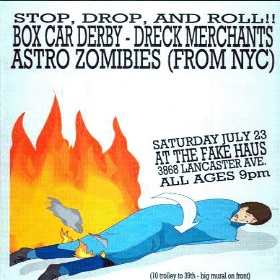 STOP, DROP, AND ROLL!!
BOX CAR DERBY - DRECK MERCHANTS
ASTRO ZOMBIES (FROM NYC)
SATURDAY JULY 23
AT THE FAKE HAUS
3868 LANCASTER AVE.
ALL AGES 9pm
(10 trolley to 39th - big mural on front)